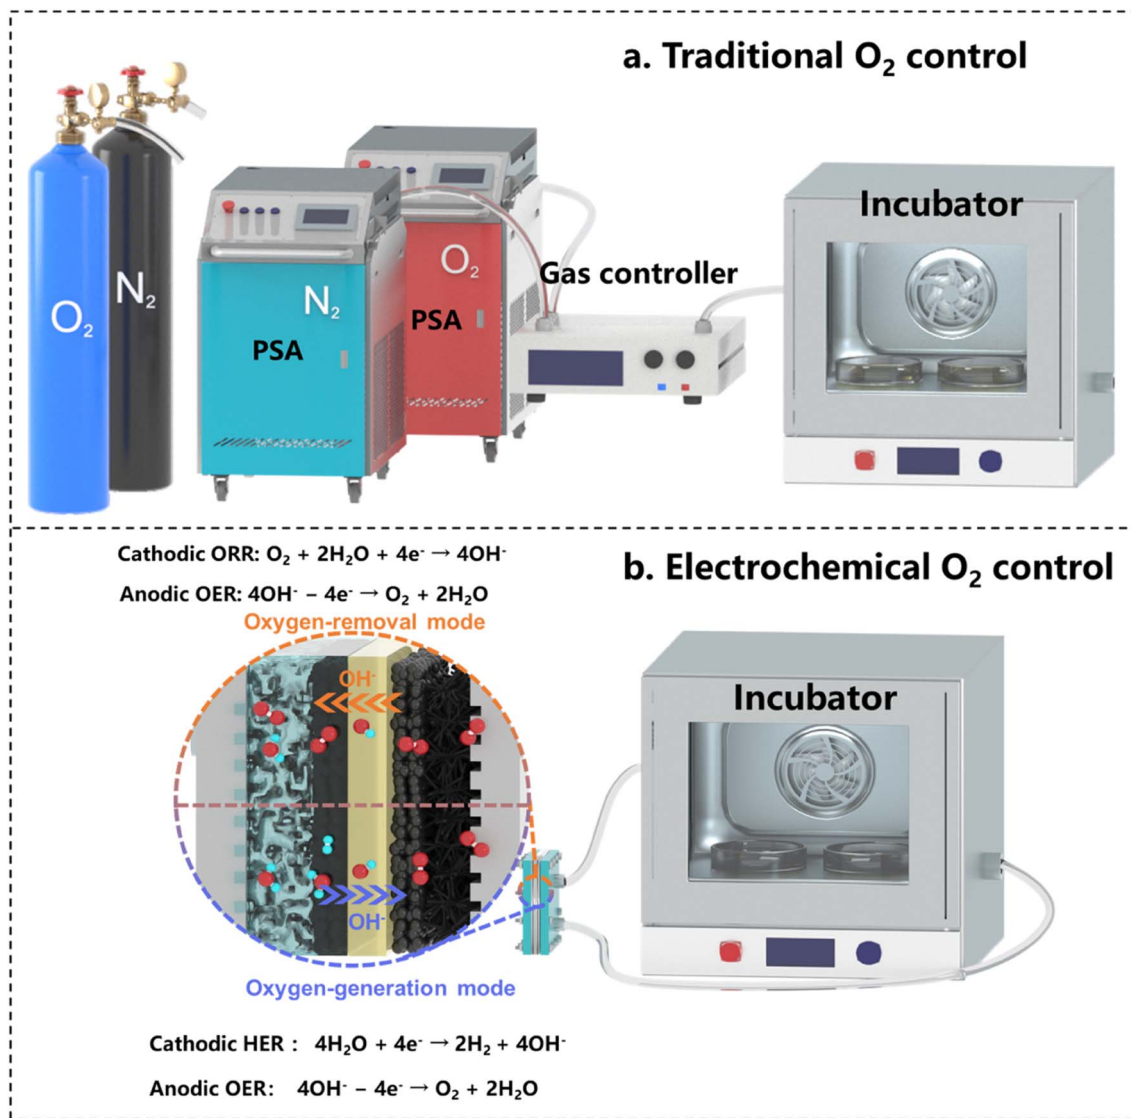 a. Traditional O₂ control
O₂
N₂
N₂
PSA
O₂
PSA
Gas controller
Incubator
b. Electrochemical O₂ control
Cathodic ORR: O₂ + 2H₂O + 4e⁻ → 4OH⁻
Anodic OER: 4OH⁻ − 4e⁻ → O₂ + 2H₂O
Oxygen-removal mode
OH⁻
OH⁻
Oxygen-generation mode
Incubator
Cathodic HER : 4H₂O + 4e⁻ → 2H₂ + 4OH⁻
Anodic OER: 4OH⁻ − 4e⁻ → O₂ + 2H₂O